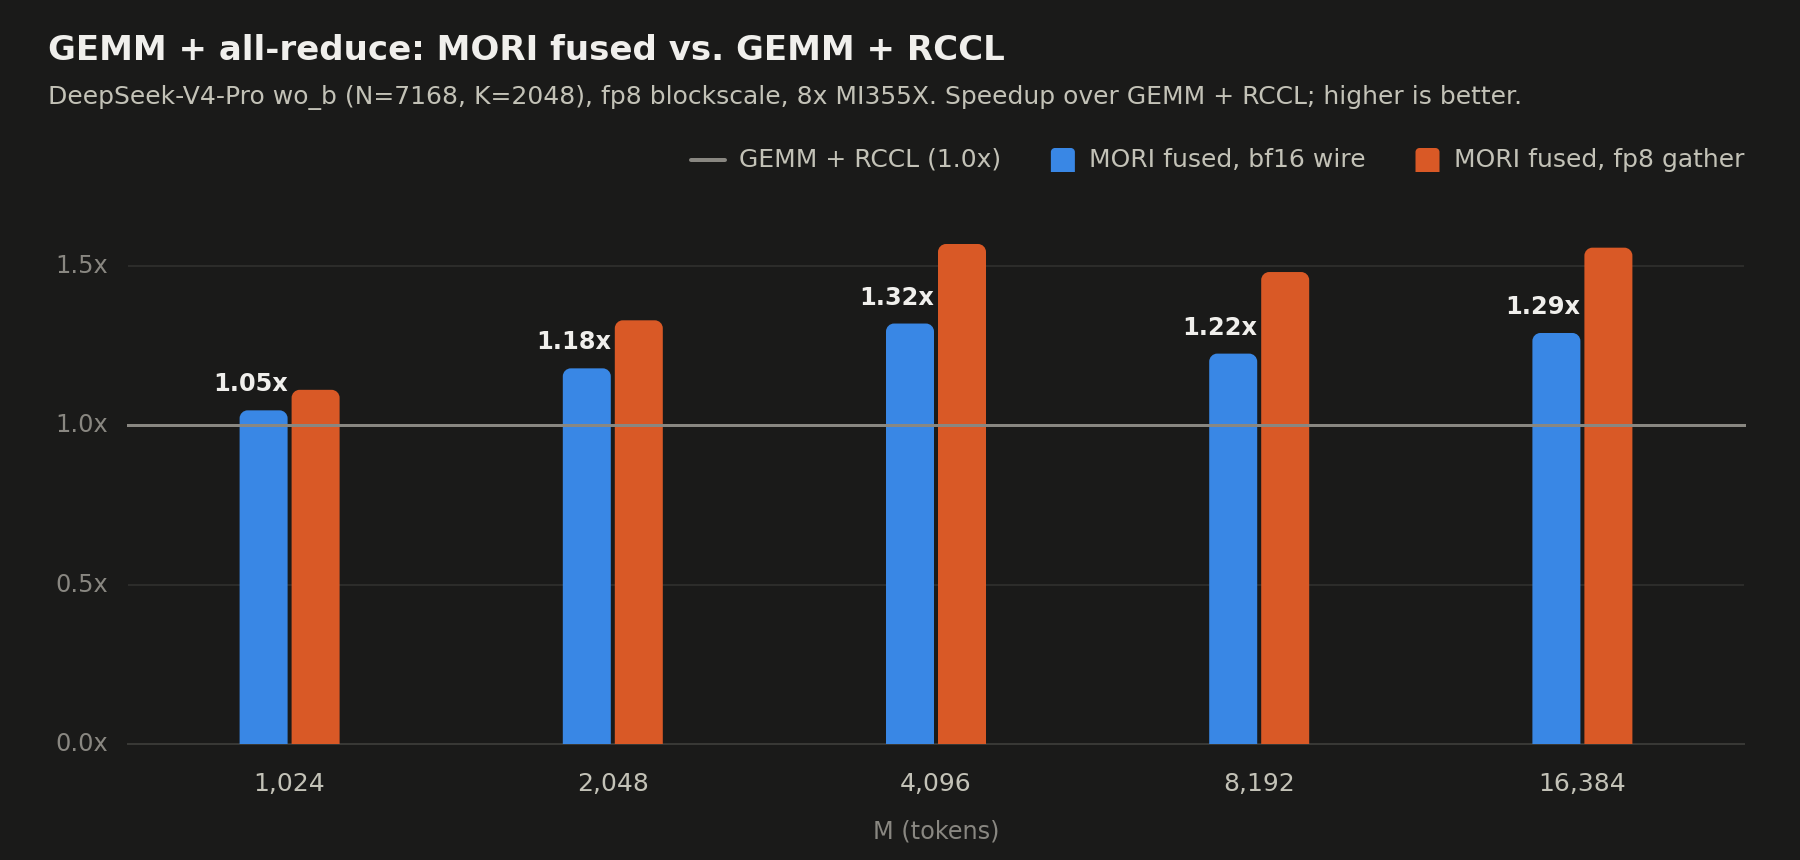 GEMM + all-reduce: MORI fused vs. GEMM + RCCL
DeepSeek-V4-Pro wo_b (N=7168, K=2048), fp8 blockscale, 8x MI355X. Speedup over GEMM + RCCL; higher is better.
GEMM + RCCL (1.0x) MORI fused, bf16 wire MORI fused, fp8 gather
1.5x
1.32x
1.29x
1.22x
1.18x
1.05x
1.0x
0.5x
0.0x
1,024 2,048 4,096 8,192 16,384
M (tokens)